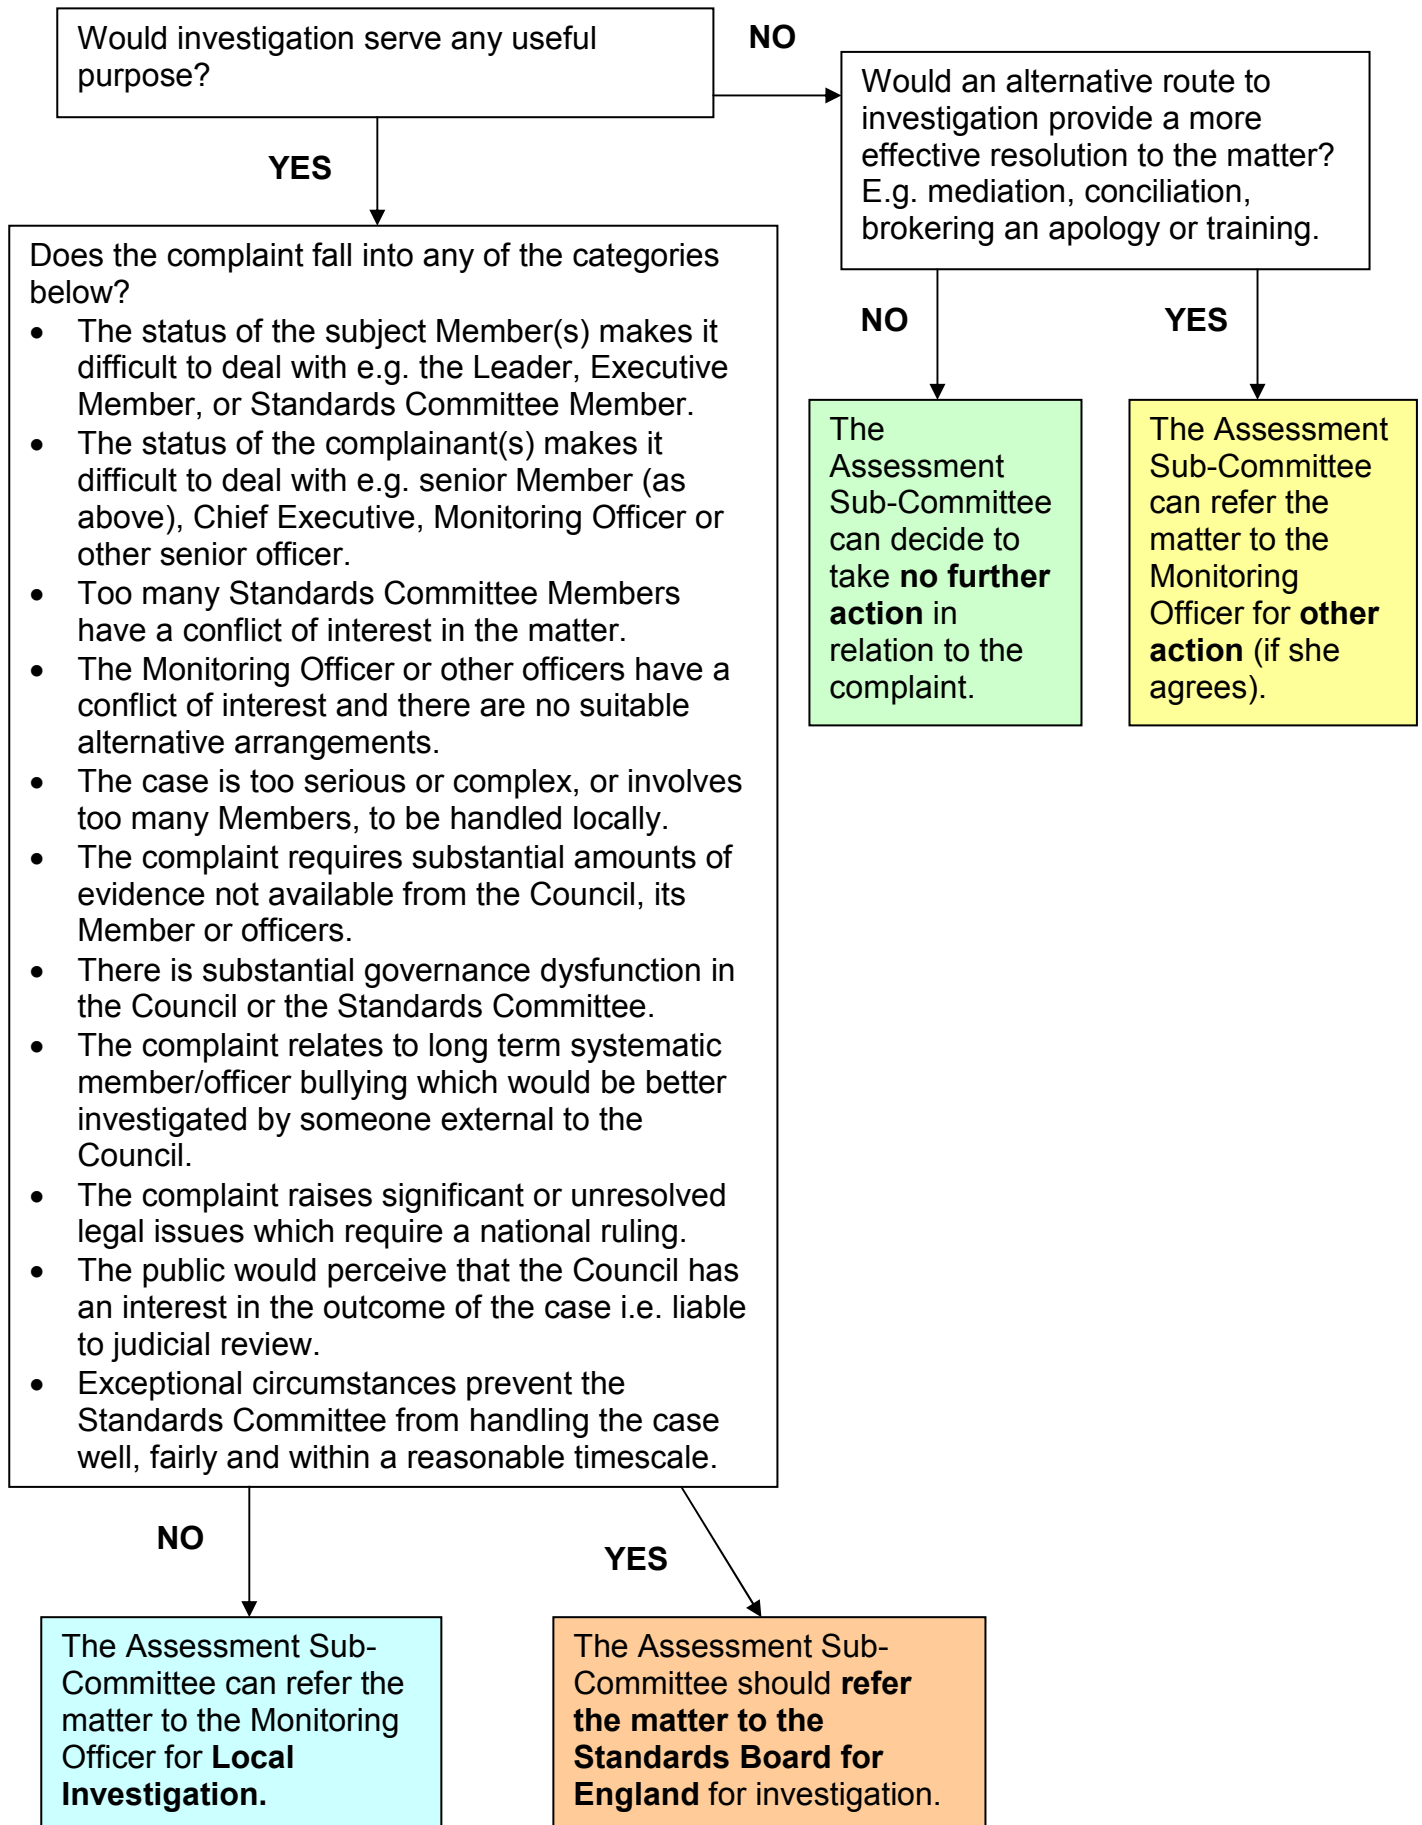 Would investigation serve any useful
purpose?
NO
Would an alternative route to
investigation provide a more
effective resolution to the matter?
E.g. mediation, conciliation,
brokering an apology or training.
YES
Does the complaint fall into any of the categories
below?
• The status of the subject Member(s) makes it
difficult to deal with e.g. the Leader, Executive
Member, or Standards Committee Member.
• The status of the complainant(s) makes it
difficult to deal with e.g. senior Member (as
above), Chief Executive, Monitoring Officer or
other senior officer.
• Too many Standards Committee Members
have a conflict of interest in the matter.
• The Monitoring Officer or other officers have a
conflict of interest and there are no suitable
alternative arrangements.
• The case is too serious or complex, or involves
too many Members, to be handled locally.
• The complaint requires substantial amounts of
evidence not available from the Council, its
Member or officers.
• There is substantial governance dysfunction in
the Council or the Standards Committee.
• The complaint relates to long term systematic
member/officer bullying which would be better
investigated by someone external to the
Council.
• The complaint raises significant or unresolved
legal issues which require a national ruling.
• The public would perceive that the Council has
an interest in the outcome of the case i.e. liable
to judicial review.
• Exceptional circumstances prevent the
Standards Committee from handling the case
well, fairly and within a reasonable timescale.
NO
YES
The
Assessment
Sub-Committee
can decide to
take no further
action in
relation to the
complaint.
The Assessment
Sub-Committee
can refer the
matter to the
Monitoring
Officer for other
action (if she
agrees).
NO
YES
The Assessment Sub-
Committee can refer the
matter to the Monitoring
Officer for Local
Investigation.
The Assessment Sub-
Committee should refer
the matter to the
Standards Board for
England for investigation.